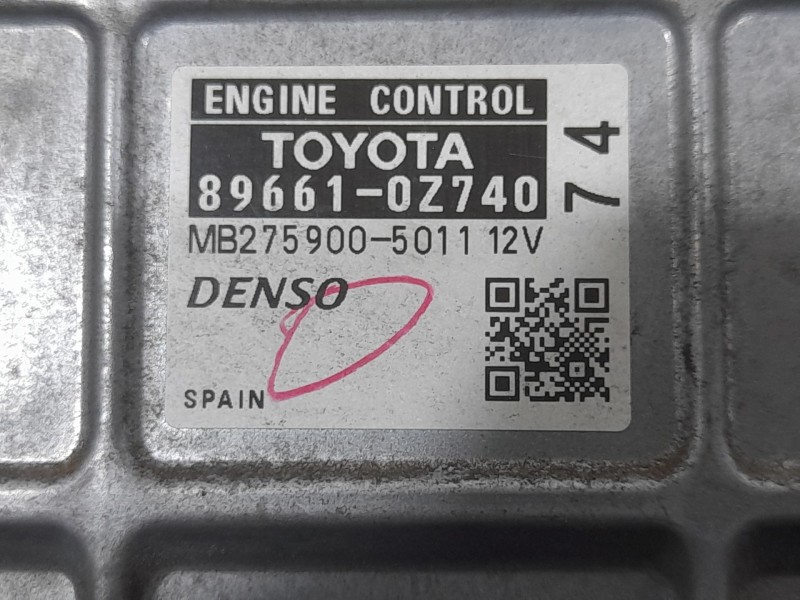 ENGINE CONTROL
TOYOTA
89661-0Z740
74
MB275900-5011 12V
DENSO
SPAIN